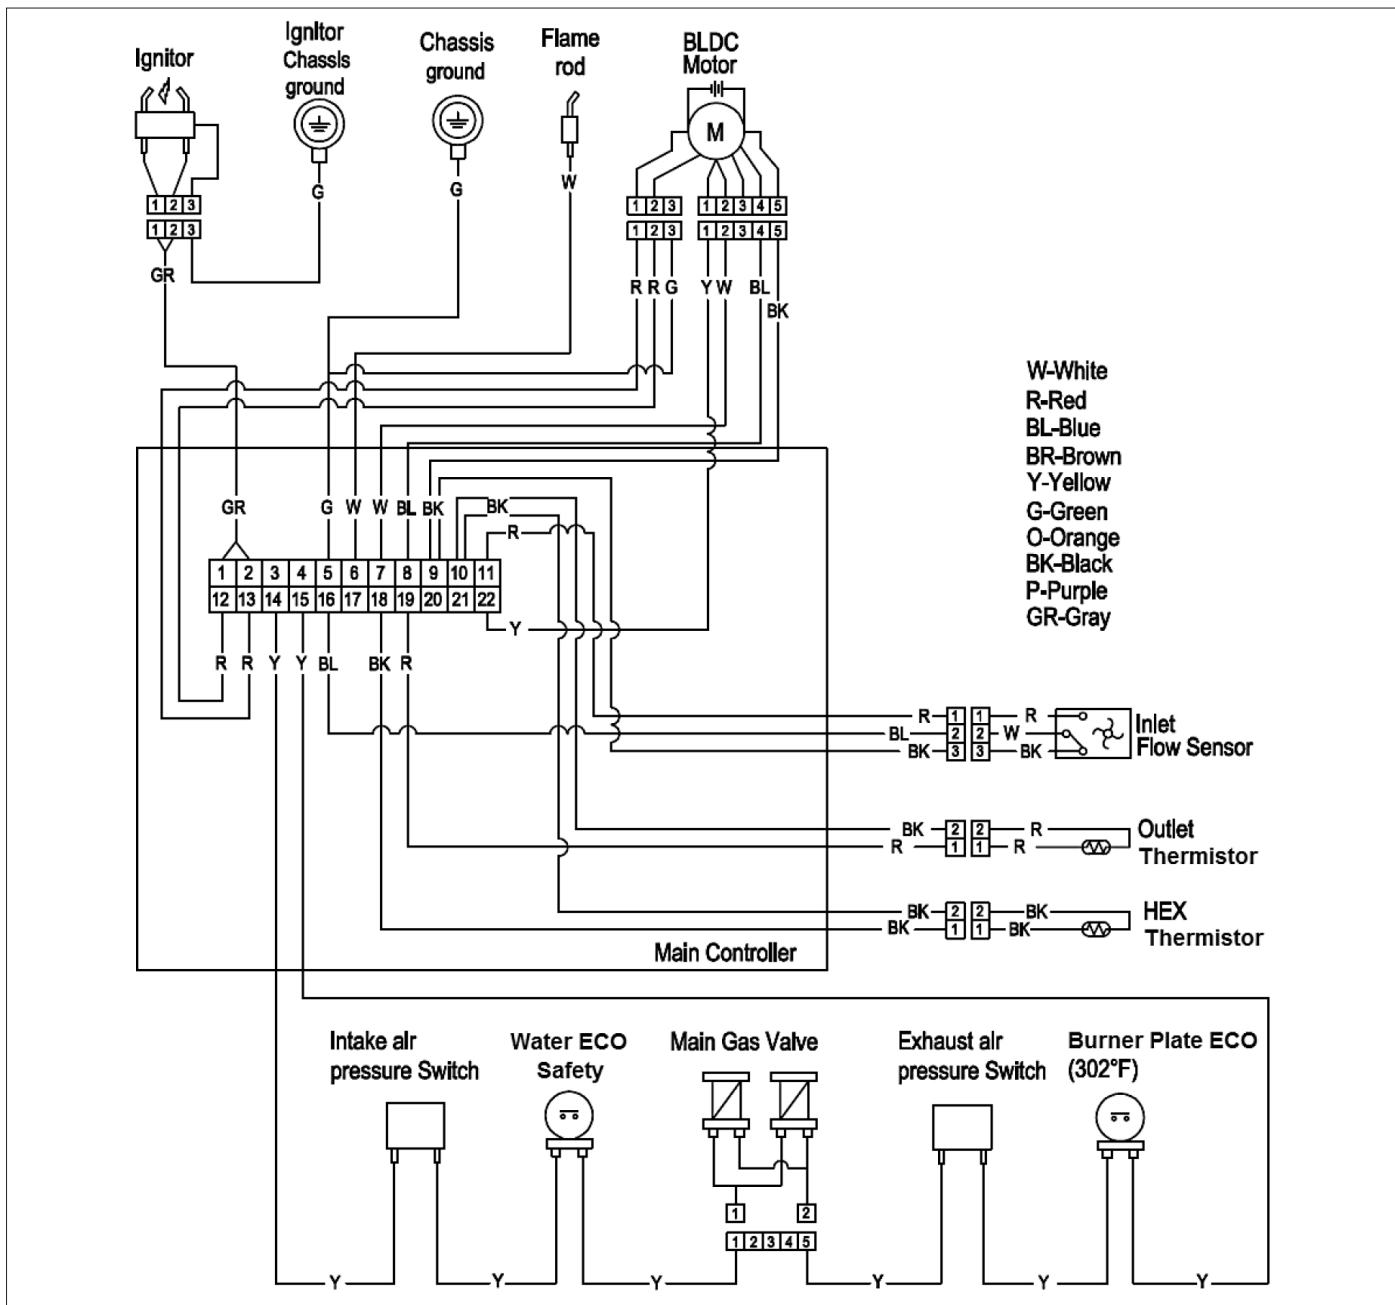 Ignitor
Ignitor
Chassis
ground
Chassis
ground
Flame
rod
BLDC
Motor
M
1 2 3
1 2 3
1 2 3
1 2 3
1 2 3 4 5
1 2 3 4 5
GR
G
G
W
R R G
Y W
BL
BK
W-White
R-Red
BL-Blue
BR-Brown
Y-Yellow
G-Green
O-Orange
BK-Black
P-Purple
GR-Gray
GR
G
W
W
BL
BK
BK
R
1 2 3 4 5 6 7 8 9 10 11
12 13 14 15 16 17 18 19 20 21 22
Y
R R Y Y BL BK R
R 1 1 R
BL 2 2 W
BK 3 3 BK
Inlet
Flow Sensor
BK 2 2 R
R 1 1 R
Outlet
Thermistor
BK 2 2 BK
BK 1 1 BK
HEX
Thermistor
Main Controller
Intake air
pressure Switch
Water ECO
Safety
Main Gas Valve
Exhaust air
pressure Switch
Burner Plate ECO
(302°F)
1 2
1 2 3 4 5
Y Y Y Y Y Y